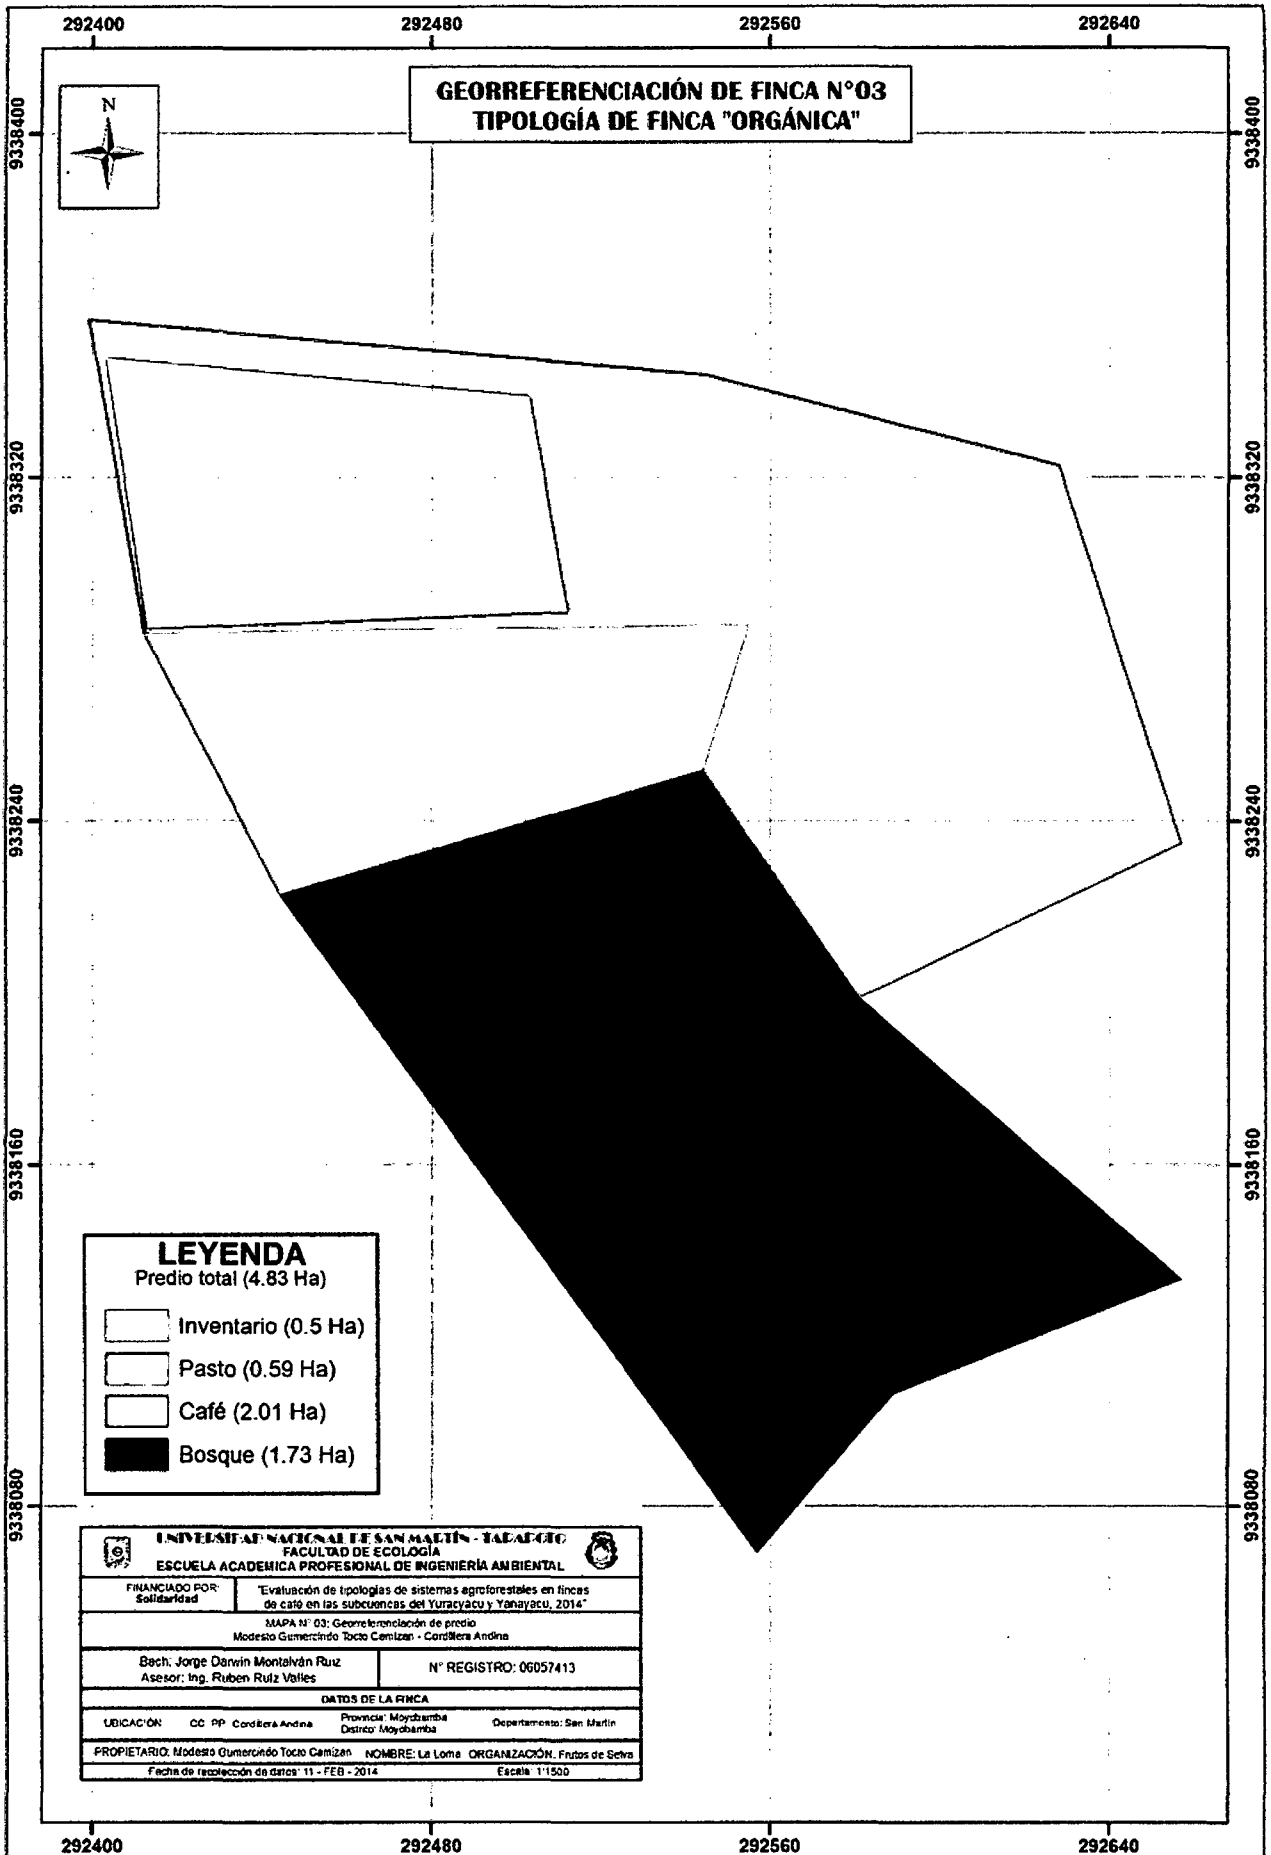 292400 292480 292560 292640
GEORREFERENCIACIÓN DE FINCA N°03
TIPOLOGÍA DE FINCA "ORGÁNICA"
N
9338400 9338400
9338320 9338320
9338240 9338240
9338160 9338160
9338080 9338080
LEYENDA
Predio total (4.83 Ha)
Inventario (0.5 Ha)
Pasto (0.59 Ha)
Café (2.01 Ha)
Bosque (1.73 Ha)
UNIVERSIDAD NACIONAL DE SAN MARTÍN - TARAPOTO
FACULTAD DE ECOLOGÍA
ESCUELA ACADEMICA PROFESIONAL DE INGENIERÍA AMBIENTAL
FINANCIADO POR:
Solidaridad
"Evaluación de tipologías de sistemas agroforestales en fincas
de café en las subcuencas del Yuracyacu y Yanayacu, 2014"
MAPA N° 03: Georreferenciación de predio
Modesto Gumercindo Tocto Camizan - Cordillera Andina
Bach: Jorge Darwin Montalván Ruiz
Asesor: Ing. Ruben Ruiz Valles
N° REGISTRO: 06057413
DATOS DE LA FINCA
UBICACIÓN CC PP Cordillera Andina
Provincia: Moyobamba
Distrito: Moyobamba
Departamento: San Martín
PROPIETARIO: Modesto Gumercindo Tocto Camizan NOMBRE: La Loma ORGANIZACIÓN: Frutos de Selva
Fecha de recolección de datos: 11 - FEB - 2014 Escala: 1:1500
292400 292480 292560 292640